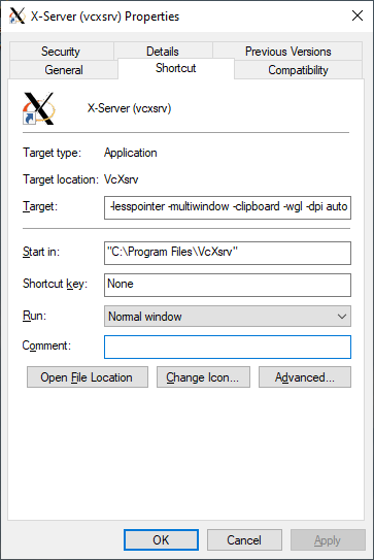 X-Server (vcxsrv) Properties
Security Details Previous Versions
General Shortcut Compatibility
X-Server (vcxsrv)
Target type: Application
Target location: VcXsrv
Target: -lesspointer -multiwindow -clipboard -wgl -dpi auto
Start in: "C:\Program Files\VcXsrv"
Shortcut key: None
Run: Normal window
Comment:
Open File Location Change Icon... Advanced...
OK Cancel Apply